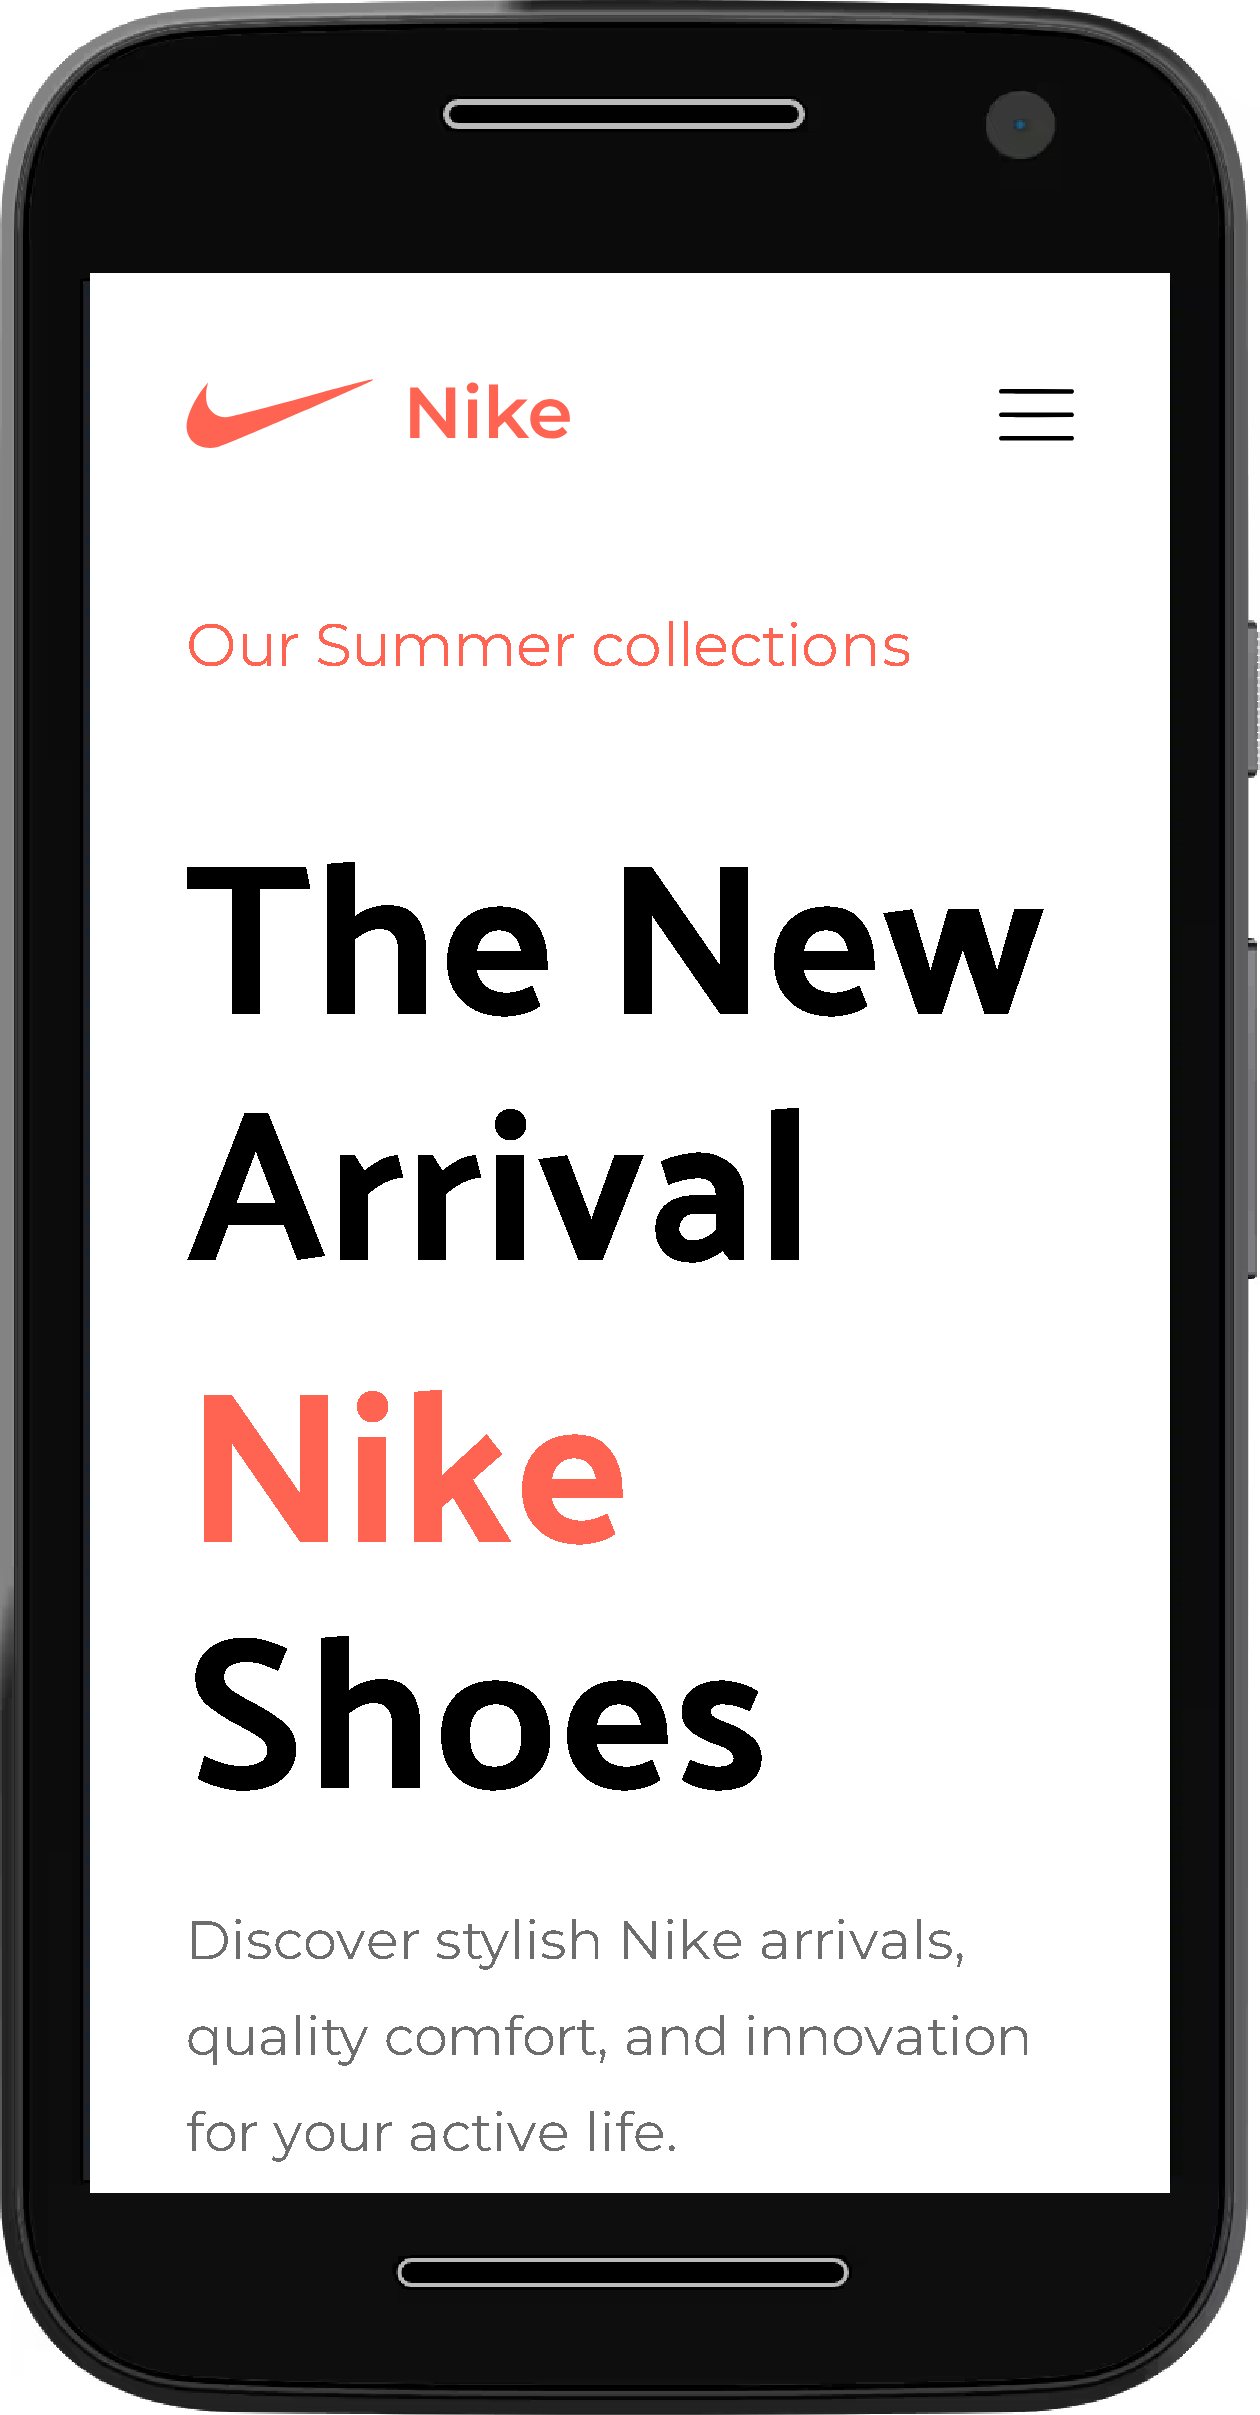 Nike
Our Summer collections
The New
Arrival
Nike
Shoes
Discover stylish Nike arrivals,
quality comfort, and innovation
for your active life.